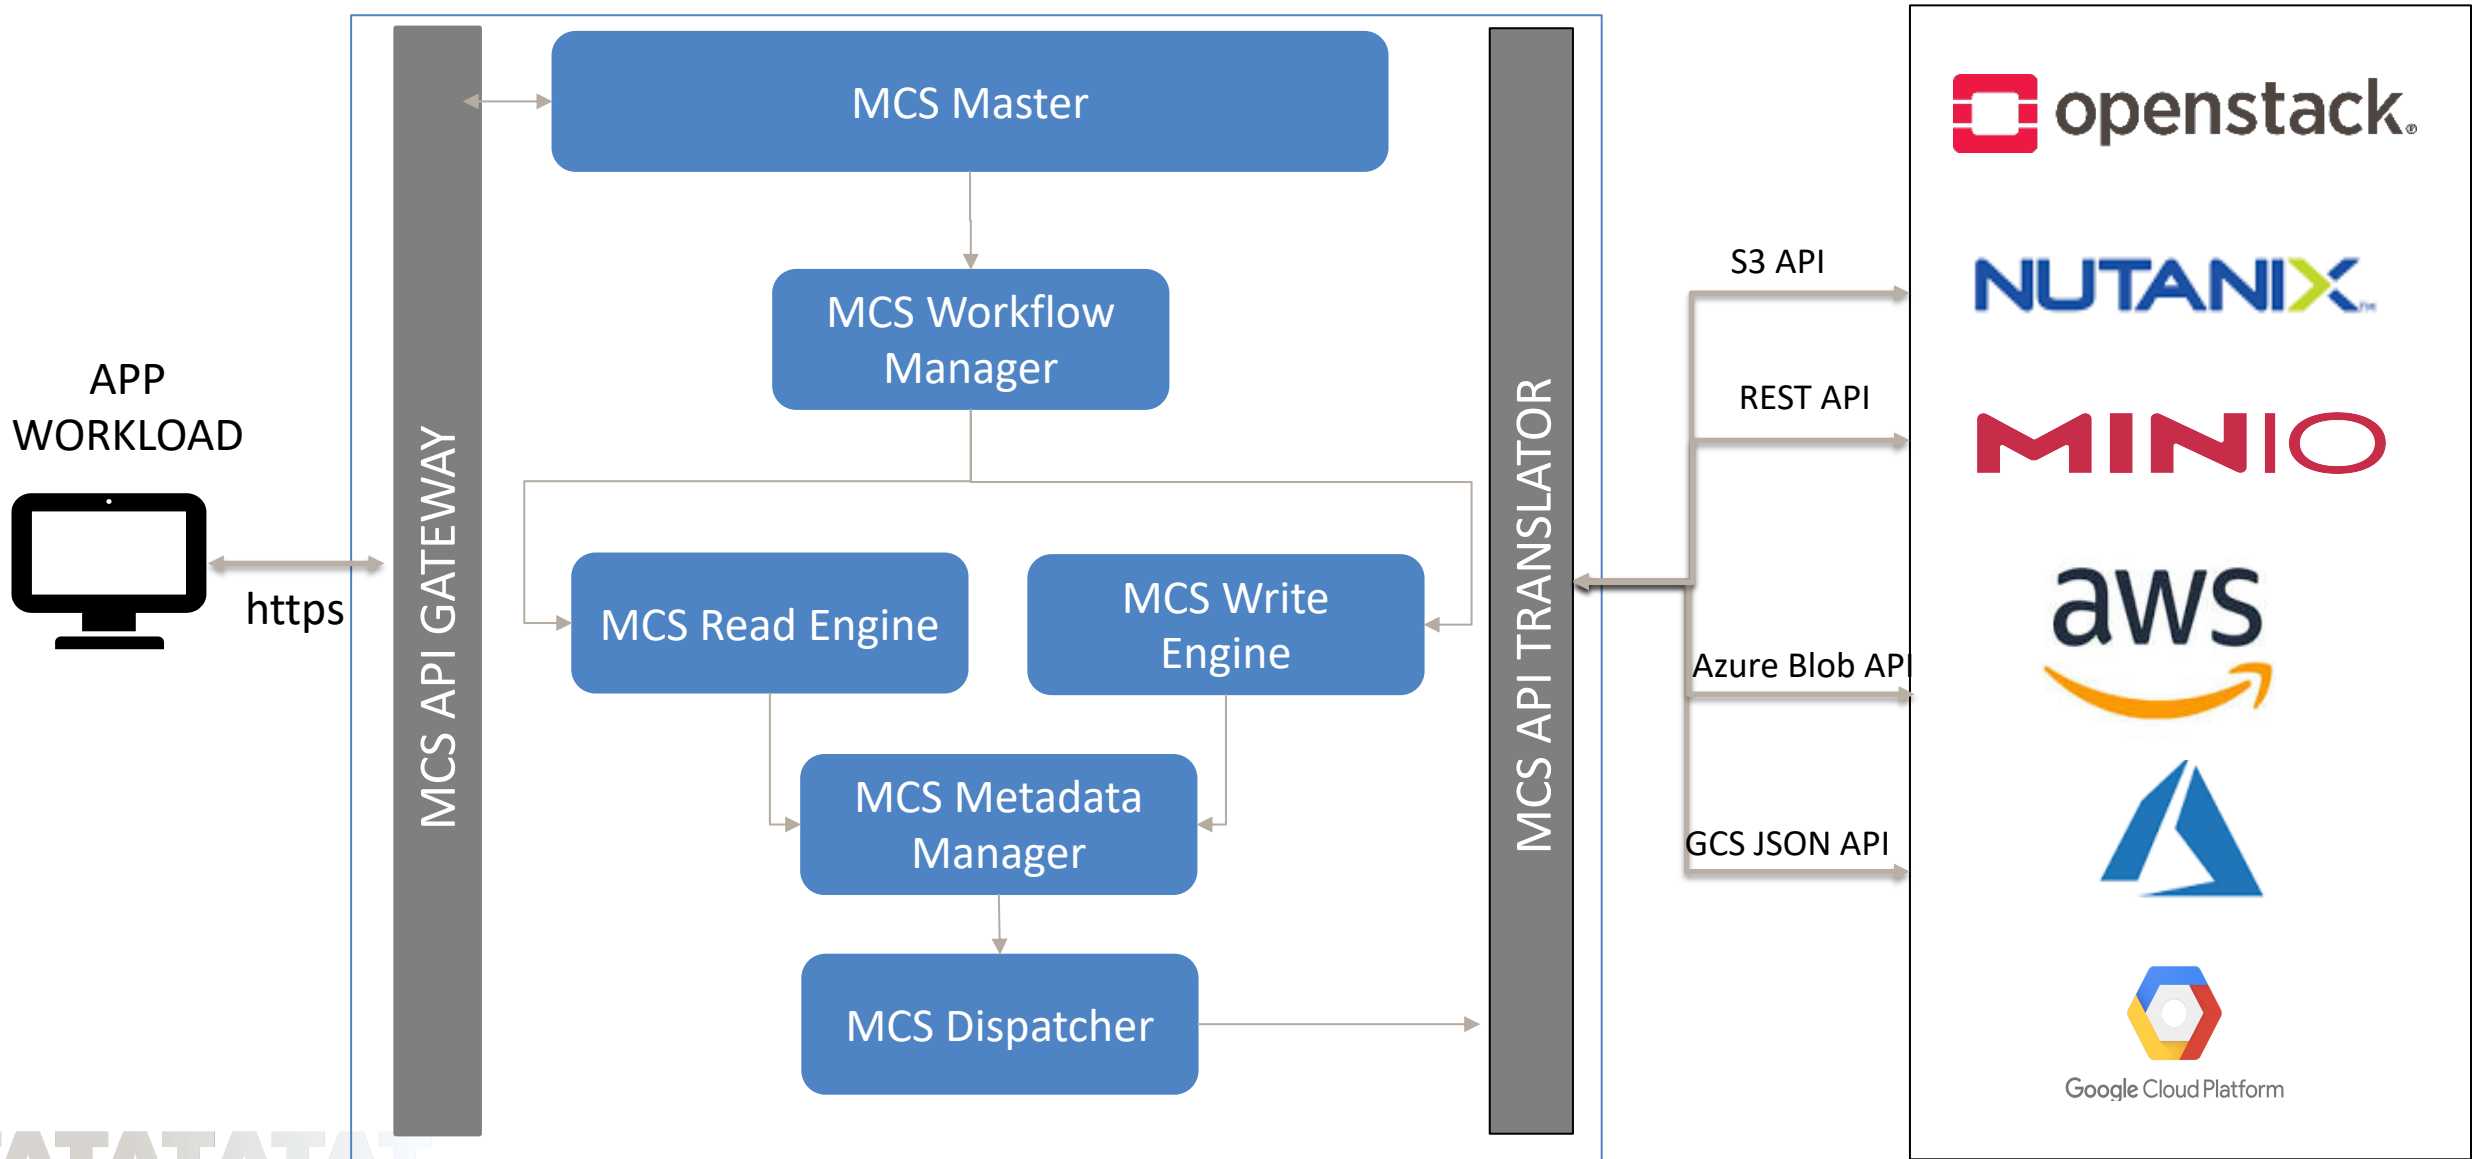 APP
WORKLOAD
https
MCS API GATEWAY
MCS Master
MCS Workflow
Manager
MCS Read Engine
MCS Write
Engine
MCS Metadata
Manager
MCS Dispatcher
MCS API TRANSLATOR
S3 API
REST API
Azure Blob API
GCS JSON API
openstack.®
NUTANIX™
MINIO
aws
Google Cloud Platform
ATATATAT